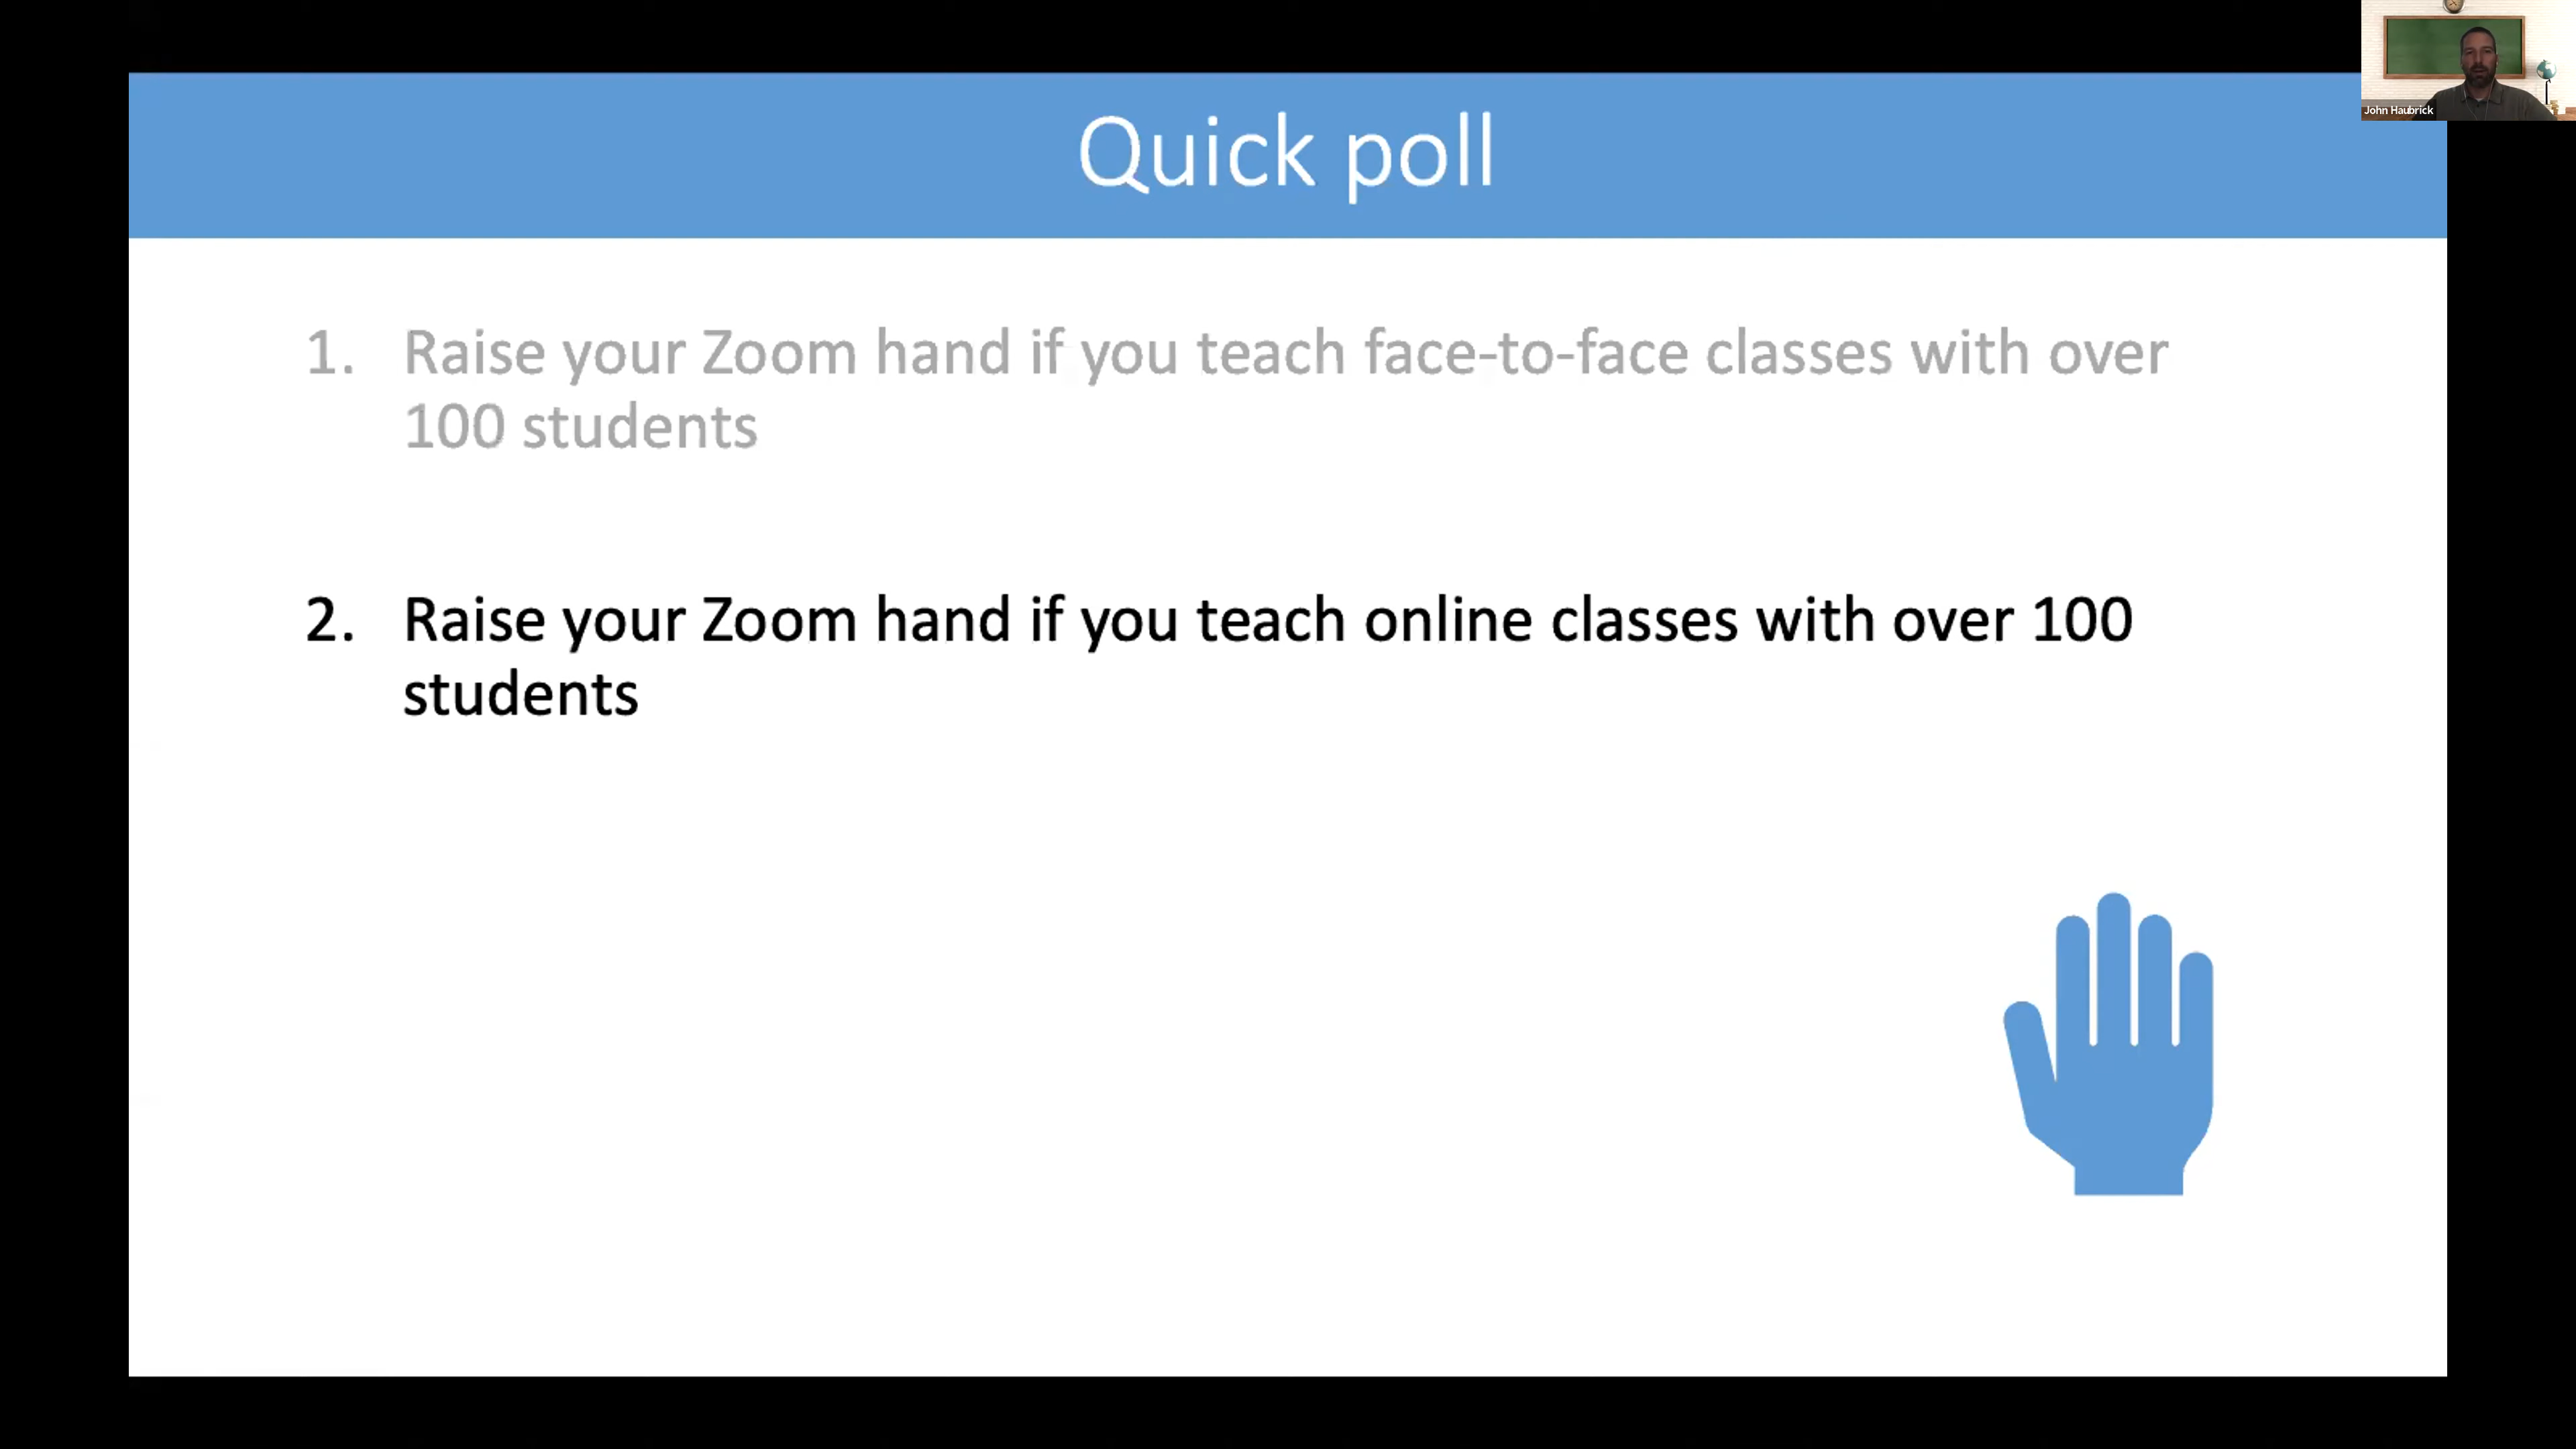 Quick poll
John Haubrick
1. Raise your Zoom hand if you teach face-to-face classes with over
100 students
2. Raise your Zoom hand if you teach online classes with over 100
students